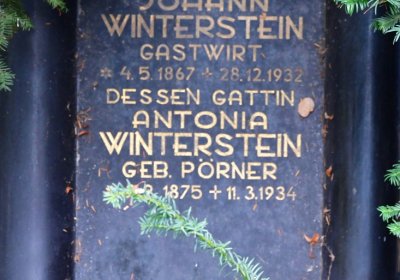 JOHANN
WINTERSTEIN
GASTWIRT
* 4.5.1867 + 28.12.1932
DESSEN GATTIN
ANTONIA
WINTERSTEIN
GEB. PÖRNER
1875 + 11.3.1934